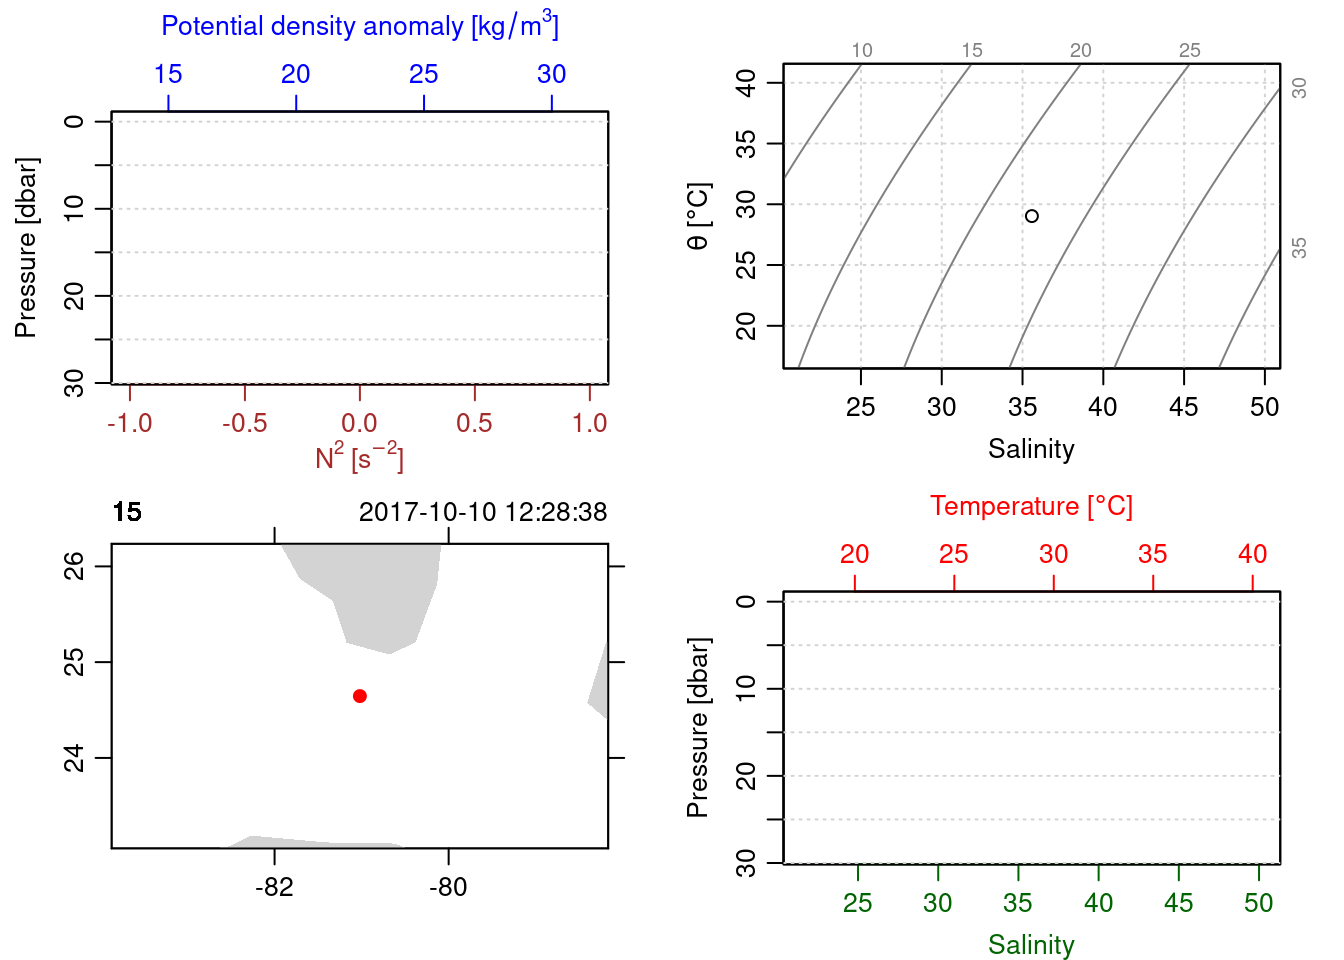 Potential density anomaly [kg/m³]
15 20 25 30
0
10
20
30
Pressure [dbar]
-1.0 -0.5 0.0 0.5 1.0
N² [s⁻²]
10 15 20 25
30
35
40
35
30
25
20
θ [°C]
25 30 35 40 45 50
Salinity
15 2017-10-10 12:28:38
26
25
24
-82 -80
Temperature [°C]
20 25 30 35 40
0
10
20
30
Pressure [dbar]
25 30 35 40 45 50
Salinity